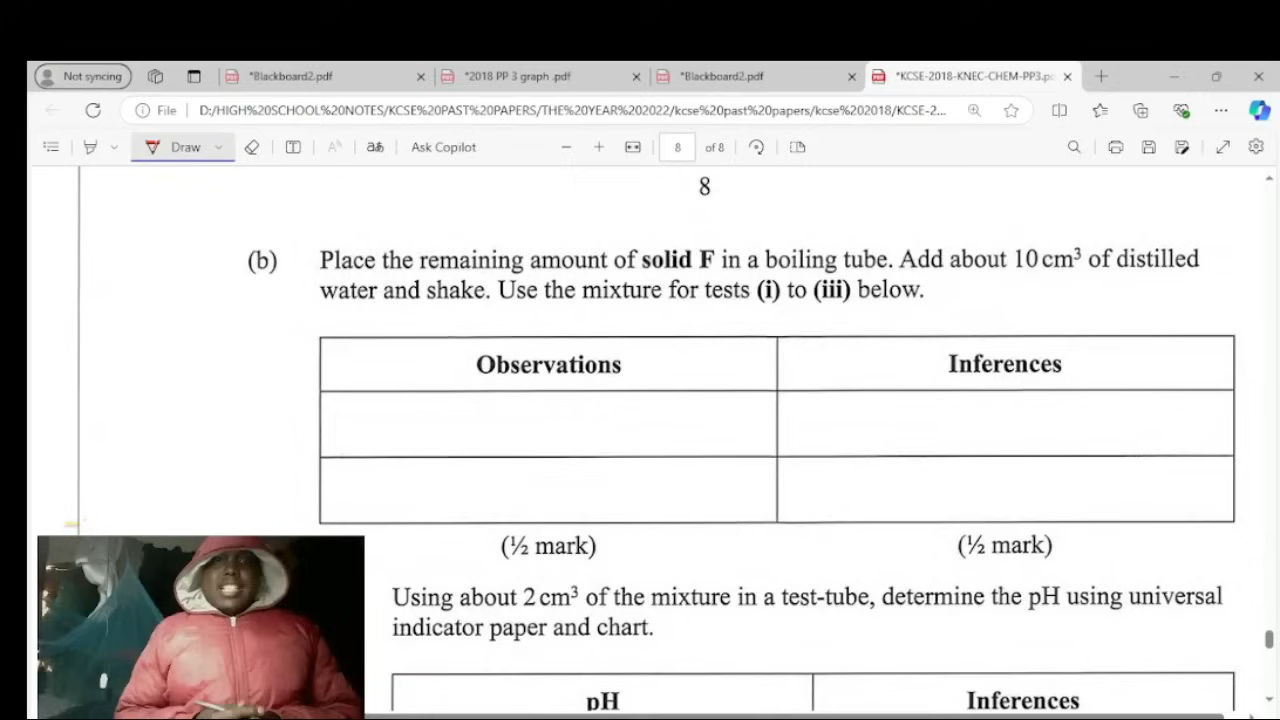 Not syncing
*Blackboard2.pdf
*2018 PP 3 graph .pdf
*Blackboard2.pdf
*KCSE-2018-KNEC-CHEM-PP3.p
File
D:/HIGH%20SCHOOL%20NOTES/KCSE%20PAST%20PAPERS/THE%20YEAR%202022/kcse%20past%20papers/kcse%202018/KCSE-2...
Draw
Ask Copilot
8
of 8
8
(b) Place the remaining amount of solid F in a boiling tube. Add about 10 cm³ of distilled
water and shake. Use the mixture for tests (i) to (iii) below.
Observations
Inferences
(½ mark)
(½ mark)
Using about 2 cm³ of the mixture in a test-tube, determine the pH using universal
indicator paper and chart.
pH
Inferences